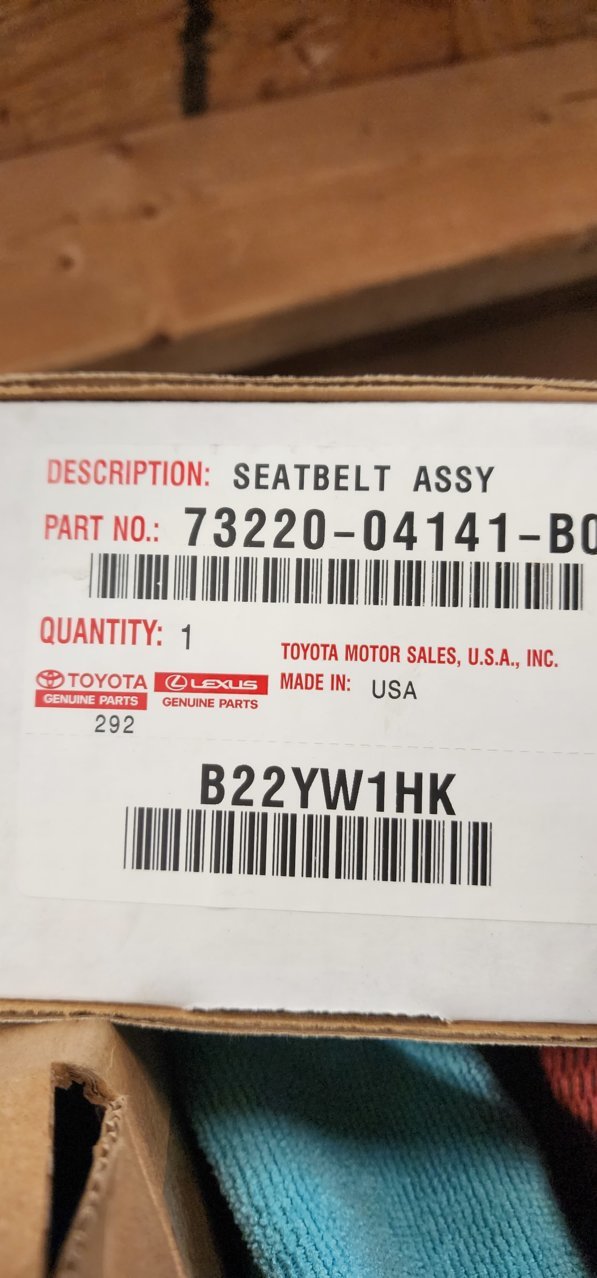 DESCRIPTION: SEATBELT ASSY
PART NO.: 73220-04141-B0
QUANTITY: 1
TOYOTA MOTOR SALES, U.S.A., INC.
MADE IN: USA
TOYOTA
GENUINE PARTS
LEXUS
GENUINE PARTS
292
B22YW1HK